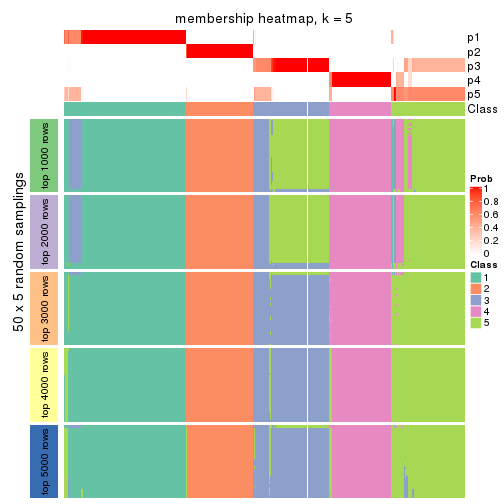 membership heatmap, k = 5
p1
p2
p3
p4
p5
Class
50 x 5 random samplings
top 1000 rows
top 2000 rows
top 3000 rows
top 4000 rows
top 5000 rows
Prob
1
0.8
0.6
0.4
0.2
0
Class
1
2
3
4
5